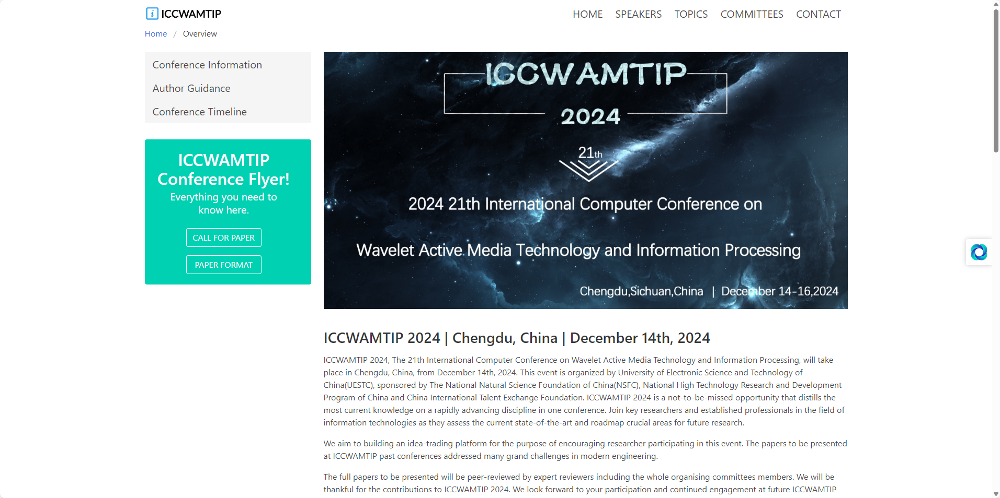 ICCWAMTIP
HOME SPEAKERS TOPICS COMMITTEES CONTACT
Home / Overview
Conference Information
Author Guidance
Conference Timeline
ICCWAMTIP
Conference Flyer!
Everything you need to
know here.
CALL FOR PAPER
PAPER FORMAT
ICCWAMTIP
2024
21th
2024 21th International Computer Conference on
Wavelet Active Media Technology and Information Processing
Chengdu,Sichuan,China | December 14-16,2024
ICCWAMTIP 2024 | Chengdu, China | December 14th, 2024
ICCWAMTIP 2024, The 21th International Computer Conference on Wavelet Active Media Technology and Information Processing, will take
place in Chengdu, China, from December 14th, 2024. This event is organized by University of Electronic Science and Technology of
China(UESTC), sponsored by The National Natural Science Foundation of China(NSFC), National High Technology Research and Development
Program of China and China International Talent Exchange Foundation. ICCWAMTIP 2024 is a not-to-be-missed opportunity that distills the
most current knowledge on a rapidly advancing discipline in one conference. Join key researchers and established professionals in the field of
information technologies as they assess the current state-of-the-art and roadmap crucial areas for future research.
We aim to building an idea-trading platform for the purpose of encouraging researcher participating in this event. The papers to be presented
at ICCWAMTIP past conferences addressed many grand challenges in modern engineering.
The full papers to be presented will be peer-reviewed by expert reviewers including the whole organising committees members. We will be
thankful for the contributions to ICCWAMTIP 2024. We look forward to your participation and continued engagement at future ICCWAMTIP